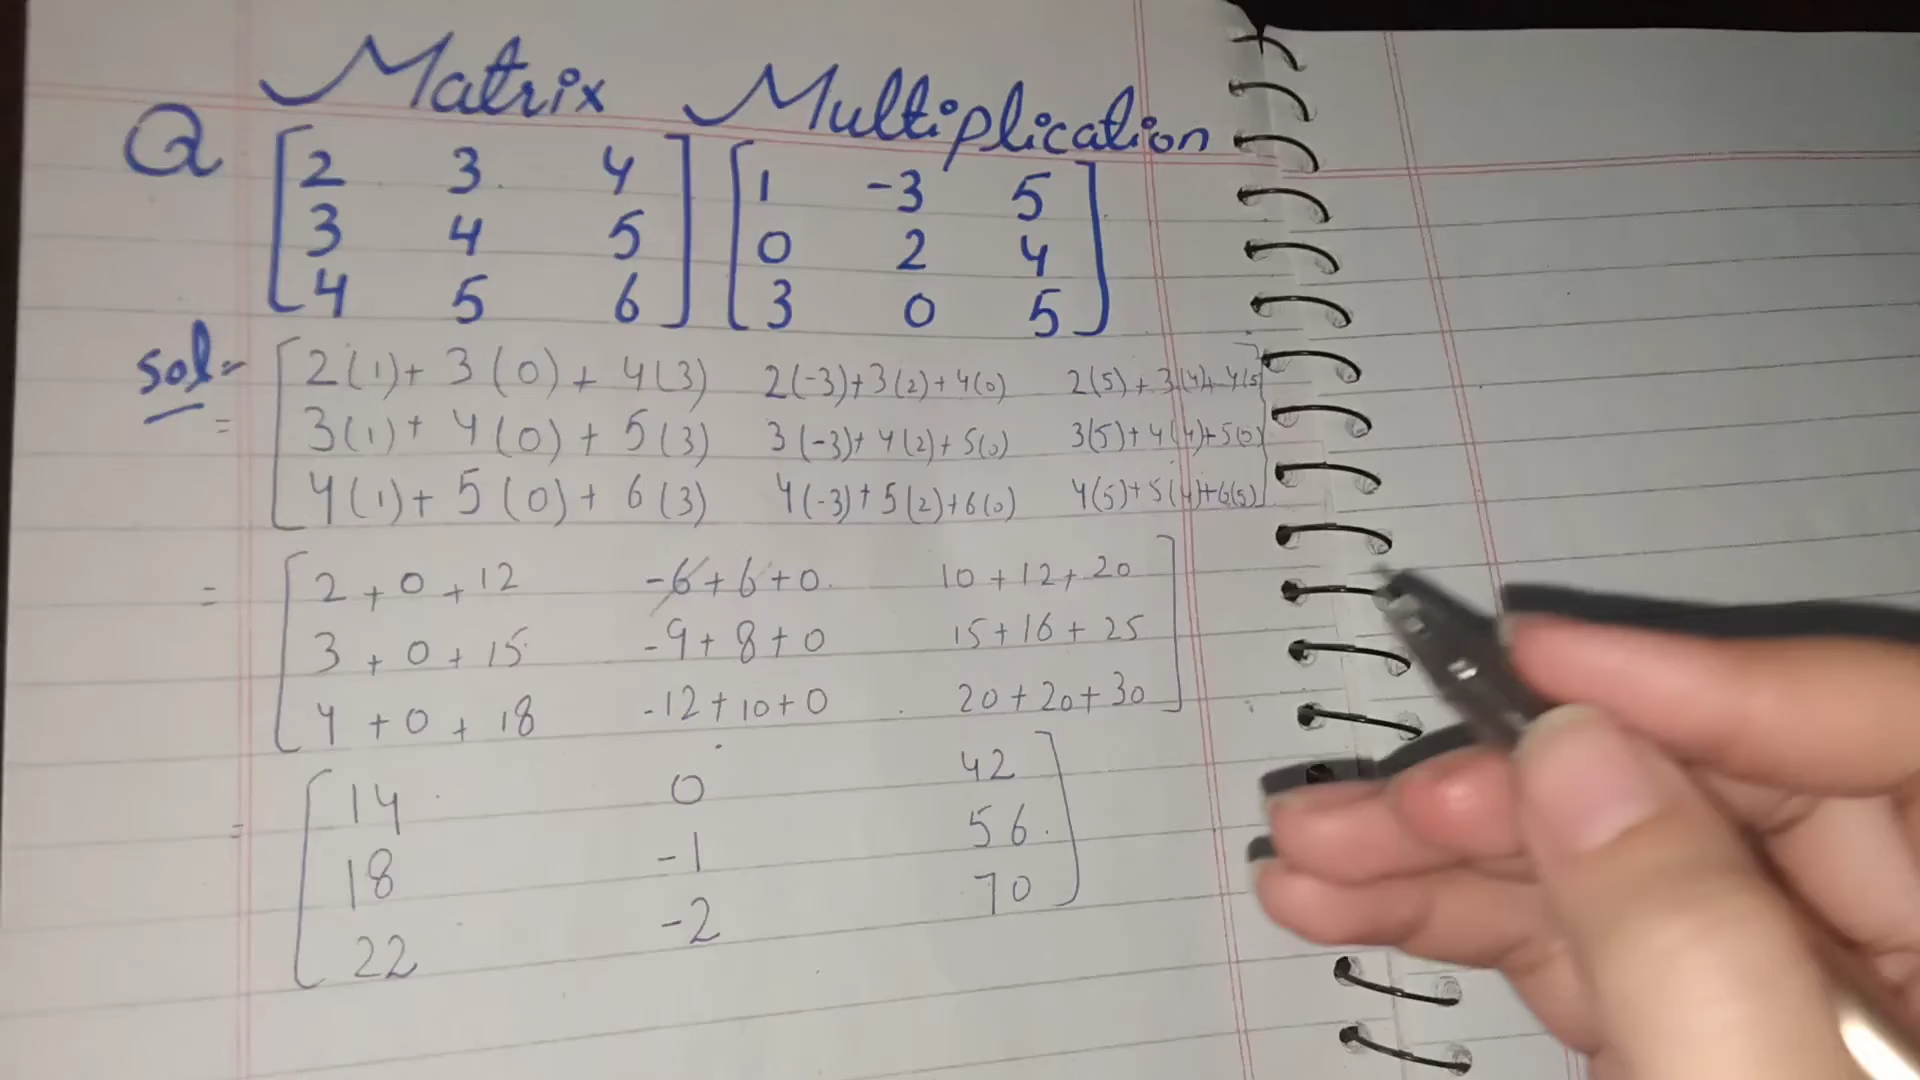 Matrix Multiplication
Q [2 3 4] [1 -3 5]
[3 4 5] [0 2 4]
[4 5 6] [3 0 5]
sol= [2(1)+3(0)+4(3) 2(-3)+3(2)+4(0) 2(5)+3(4)+4(5]
= [3(1)+4(0)+5(3) 3(-3)+4(2)+5(0) 3(5)+4(4)+5(5)]
[4(1)+5(0)+6(3) 4(-3)+5(2)+6(0) 4(5)+5(4)+6(5)]
[2+0+12 -6+6+0 10+12+20]
= [3+0+15 -9+8+0 15+16+25]
[4+0+18 -12+10+0 20+20+30]
[14 0 42]
= [18 -1 56]
[22 -2 70]